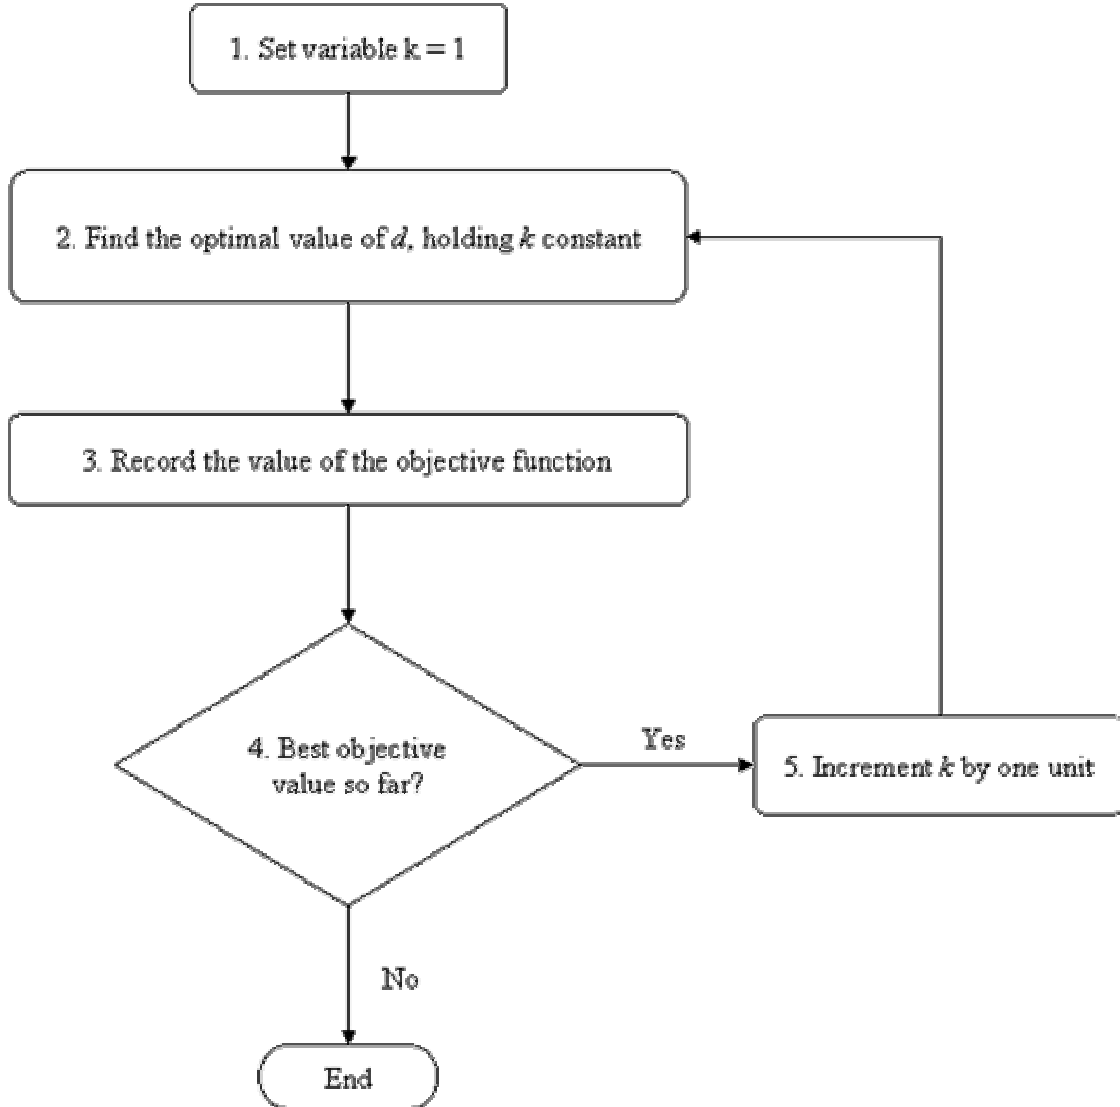 1. Set variable k = 1
2. Find the optimal value of d, holding k constant
3. Record the value of the objective function
4. Best objective
value so far?
Yes
5. Increment k by one unit
No
End